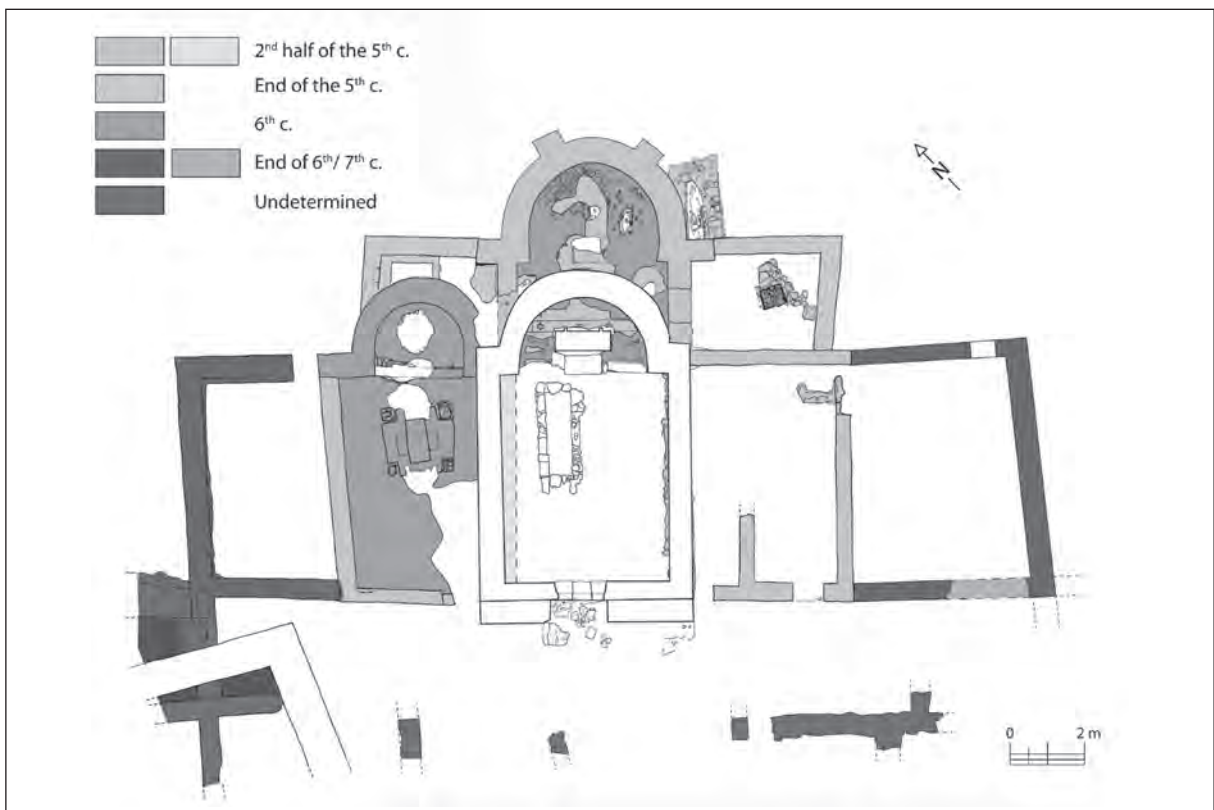 2nd half of the 5th c.
End of the 5th c.
6th c.
End of 6th/ 7th c.
Undetermined
N
0 2 m